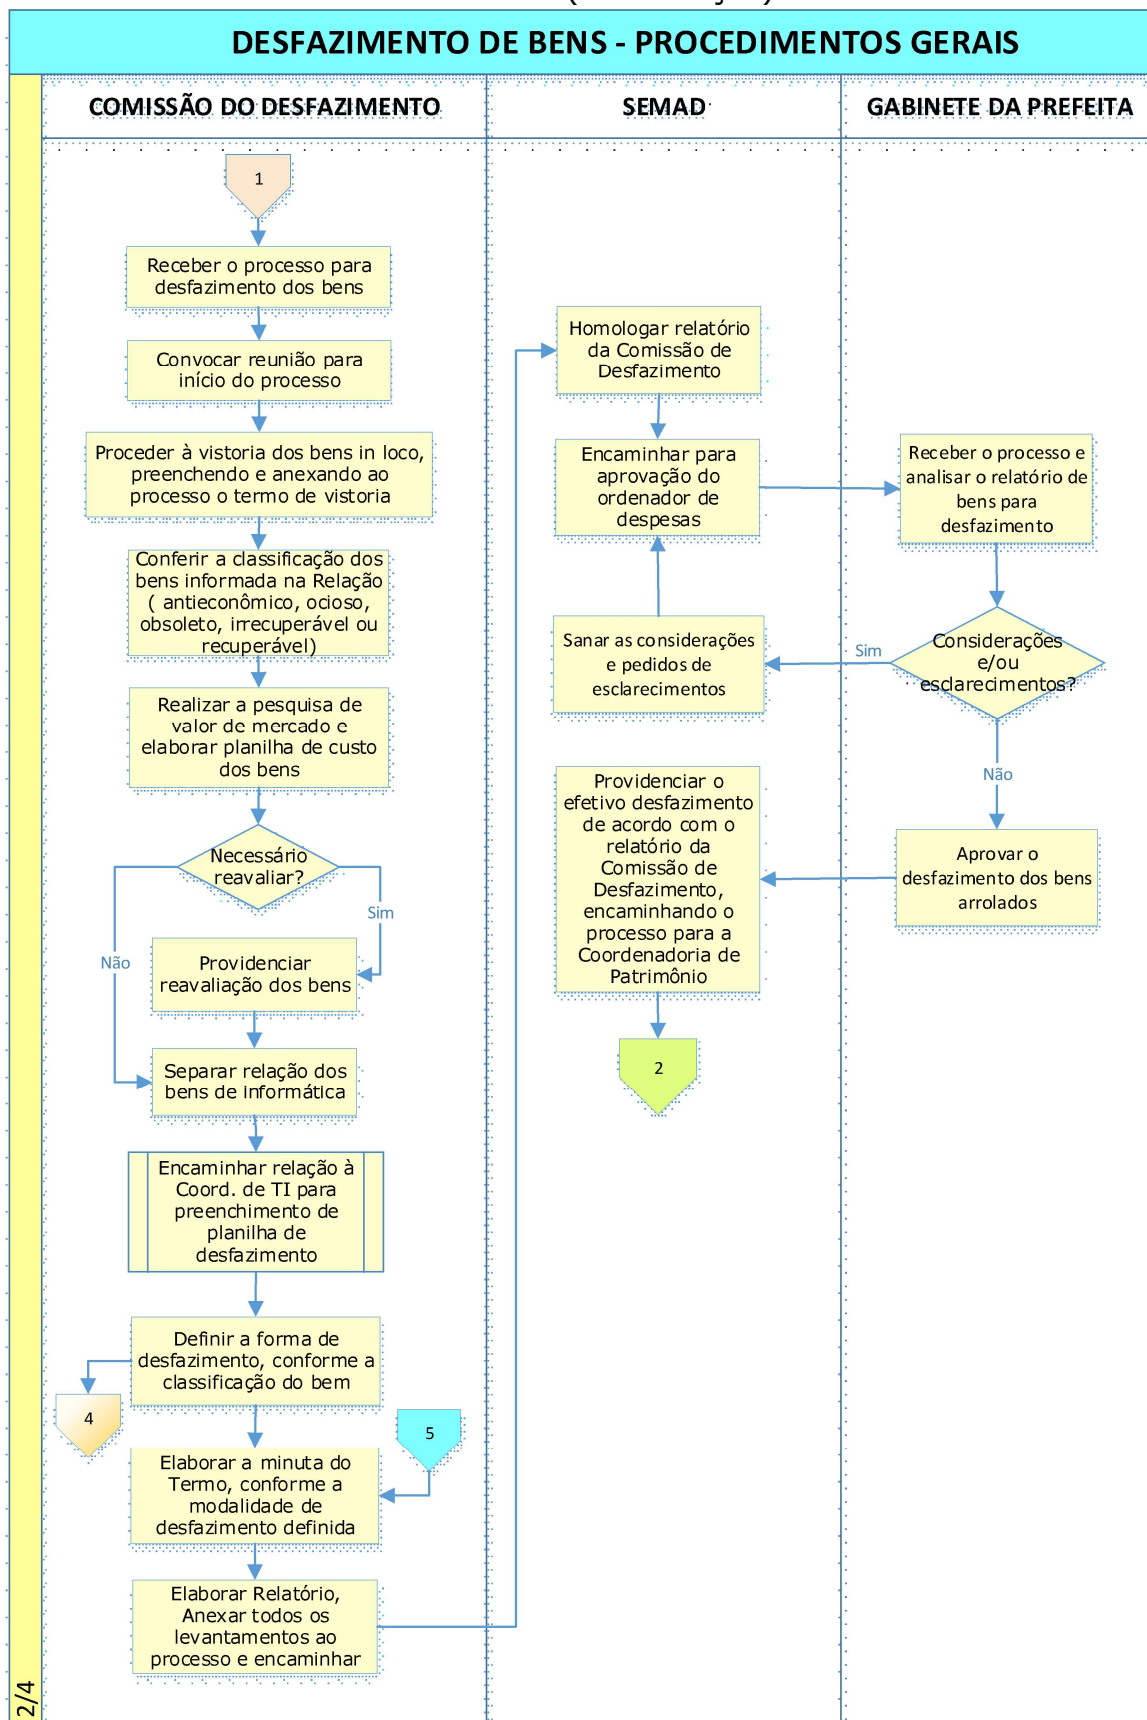 DESFAZIMENTO DE BENS - PROCEDIMENTOS GERAIS
COMISSÃO DO DESFAZIMENTO
SEMAD
GABINETE DA PREFEITA
1
Receber o processo para
desfazimento dos bens
Convocar reunião para
início do processo
Proceder à vistoria dos bens in loco,
preenchendo e anexando ao
processo o termo de vistoria
Conferir a classificação dos
bens informada na Relação
( antieconômico, ocioso,
obsoleto, irrecuperável ou
recuperável)
Realizar a pesquisa de
valor de mercado e
elaborar planilha de custo
dos bens
Necessário
reavaliar?
Sim
Não
Providenciar
reavaliação dos bens
Separar relação dos
bens de informática
Encaminhar relação à
Coord. de TI para
preenchimento de
planilha de
desfazimento
Definir a forma de
desfazimento, conforme a
classificação do bem
4
5
Elaborar a minuta do
Termo, conforme a
modalidade de
desfazimento definida
Elaborar Relatório,
Anexar todos os
levantamentos ao
processo e encaminhar
Homologar relatório
da Comissão de
Desfazimento
Encaminhar para
aprovação do
ordenador de
despesas
Sanar as considerações
e pedidos de
esclarecimentos
Providenciar o
efetivo desfazimento
de acordo com o
relatório da
Comissão de
Desfazimento,
encaminhando o
processo para a
Coordenadoria de
Patrimônio
2
Receber o processo e
analisar o relatório de
bens para
desfazimento
Considerações
e/ou
esclarecimentos?
Sim
Não
Aprovar o
desfazimento dos bens
arrolados
2/4